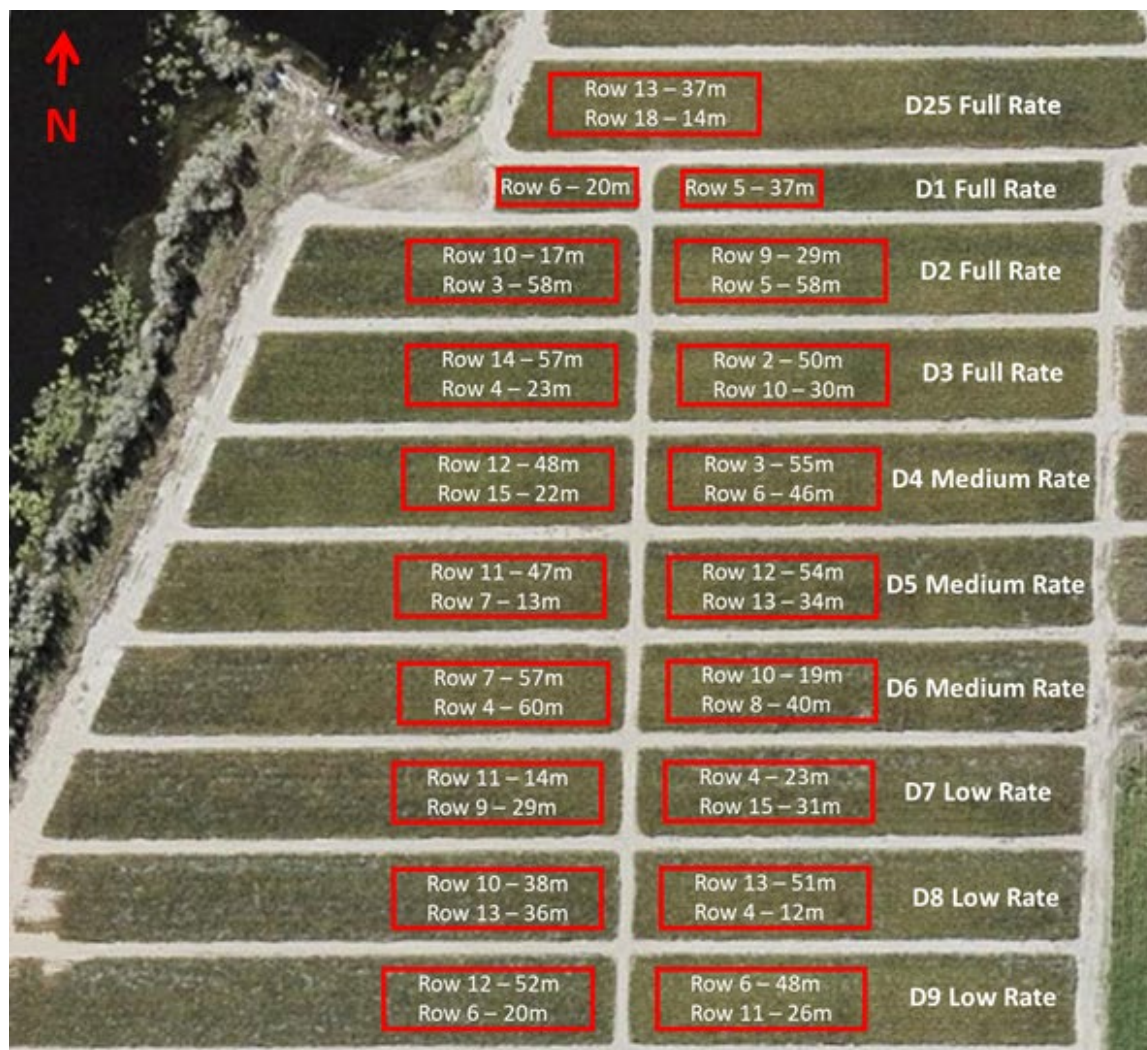 N
Row 13 – 37m
Row 18 – 14m
D25 Full Rate
Row 6 – 20m
Row 5 – 37m
D1 Full Rate
Row 10 – 17m
Row 3 – 58m
Row 9 – 29m
Row 5 – 58m
D2 Full Rate
Row 14 – 57m
Row 4 – 23m
Row 2 – 50m
Row 10 – 30m
D3 Full Rate
Row 12 – 48m
Row 15 – 22m
Row 3 – 55m
Row 6 – 46m
D4 Medium Rate
Row 11 – 47m
Row 7 – 13m
Row 12 – 54m
Row 13 – 34m
D5 Medium Rate
Row 7 – 57m
Row 4 – 60m
Row 10 – 19m
Row 8 – 40m
D6 Medium Rate
Row 11 – 14m
Row 9 – 29m
Row 4 – 23m
Row 15 – 31m
D7 Low Rate
Row 10 – 38m
Row 13 – 36m
Row 13 – 51m
Row 4 – 12m
D8 Low Rate
Row 12 – 52m
Row 6 – 20m
Row 6 – 48m
Row 11 – 26m
D9 Low Rate